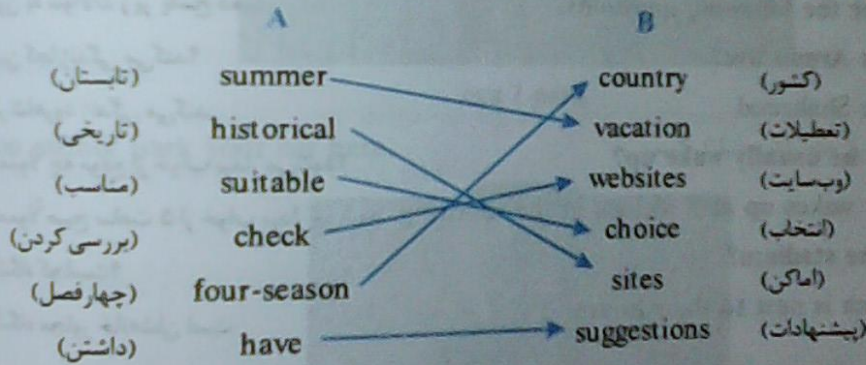 A B
(تابستان) summer country (کشور)
(تاریخی) historical vacation (تعطیلات)
(مناسب) suitable websites (وب‌سایت)
(بررسی کردن) check choice (انتخاب)
(چهارفصل) four-season sites (اماکن)
(داشتن) have suggestions (پیشنهادات)